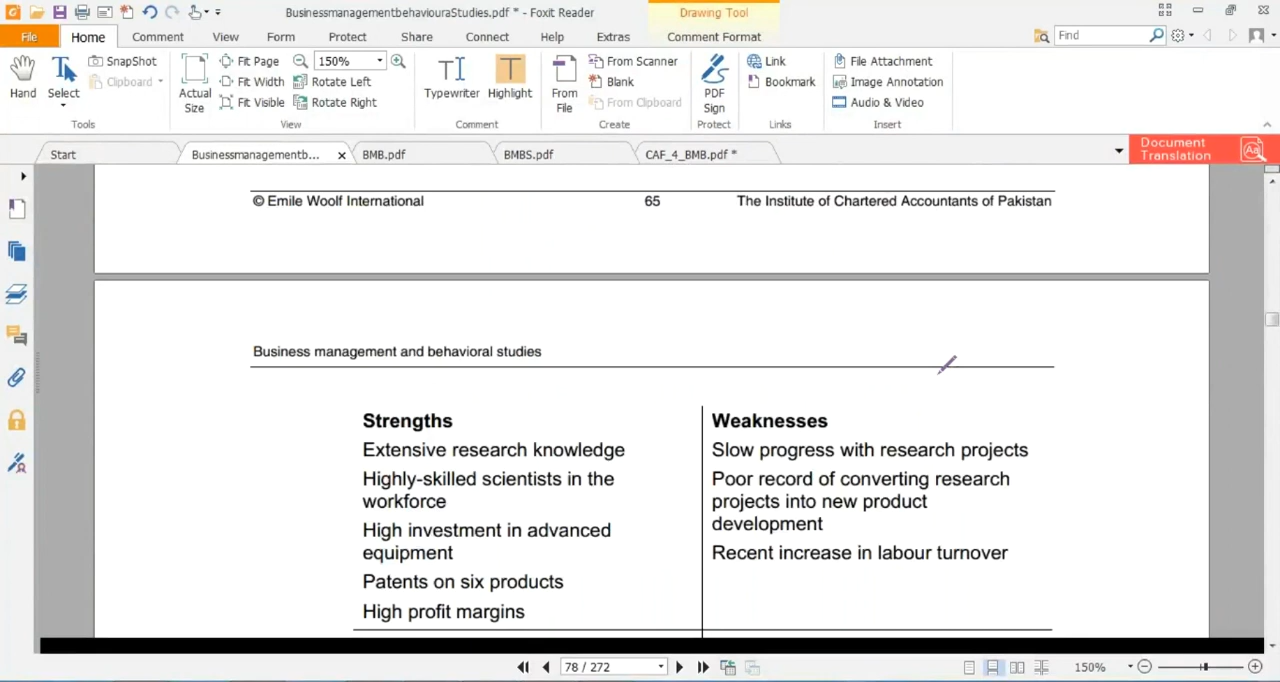 BusinessmanagementbehaviouraStudies.pdf * - Foxit Reader
Drawing Tool
File
Home
Comment
View
Form
Protect
Share
Connect
Help
Extras
Comment Format
Find
Hand
Select
SnapShot
Clipboard
Tools
Actual
Size
Fit Page
Fit Width
Fit Visible
150%
Rotate Left
Rotate Right
View
Typewriter
Highlight
Comment
From
File
From Scanner
Blank
From Clipboard
Create
PDF
Sign
Protect
Link
Bookmark
Links
File Attachment
Image Annotation
Audio & Video
Insert
Start
Businessmanagementb...
BMB.pdf
BMBS.pdf
CAF_4_BMB.pdf *
Document
Translation
© Emile Woolf International
65
The Institute of Chartered Accountants of Pakistan
Business management and behavioral studies
Strengths
Extensive research knowledge
Highly-skilled scientists in the
workforce
High investment in advanced
equipment
Patents on six products
High profit margins
Weaknesses
Slow progress with research projects
Poor record of converting research
projects into new product
development
Recent increase in labour turnover
78 / 272
150%